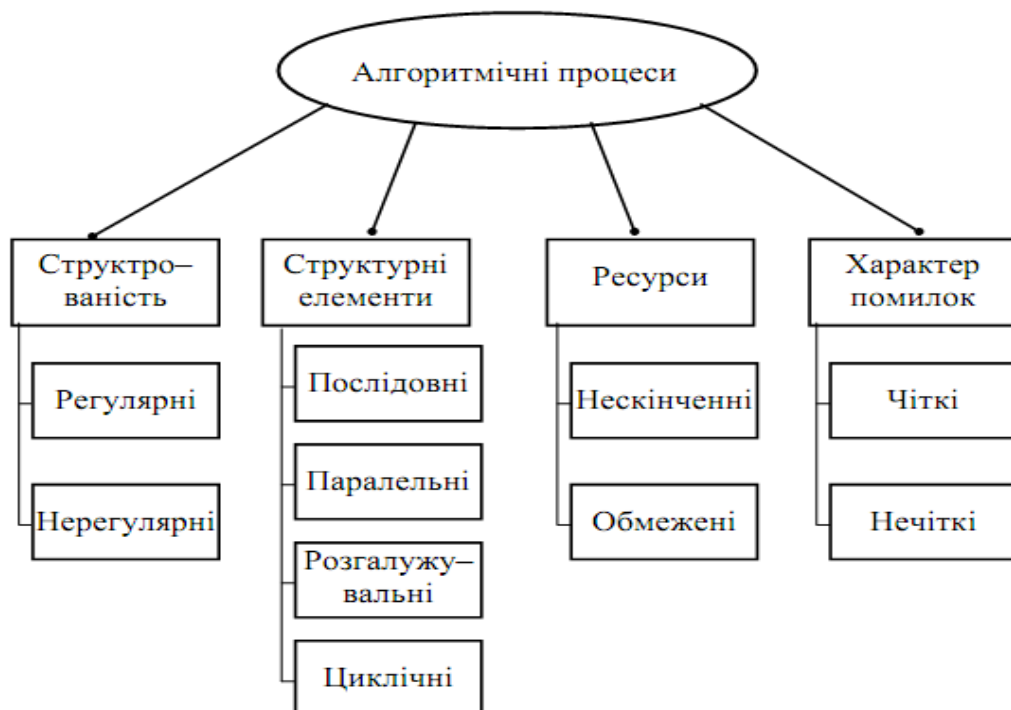 Алгоритмічні процеси
Структро–
ваність
Регулярні
Нерегулярні
Структурні
елементи
Послідовні
Паралельні
Розгалужу–
вальні
Циклічні
Ресурси
Нескінченні
Обмежені
Характер
помилок
Чіткі
Нечіткі